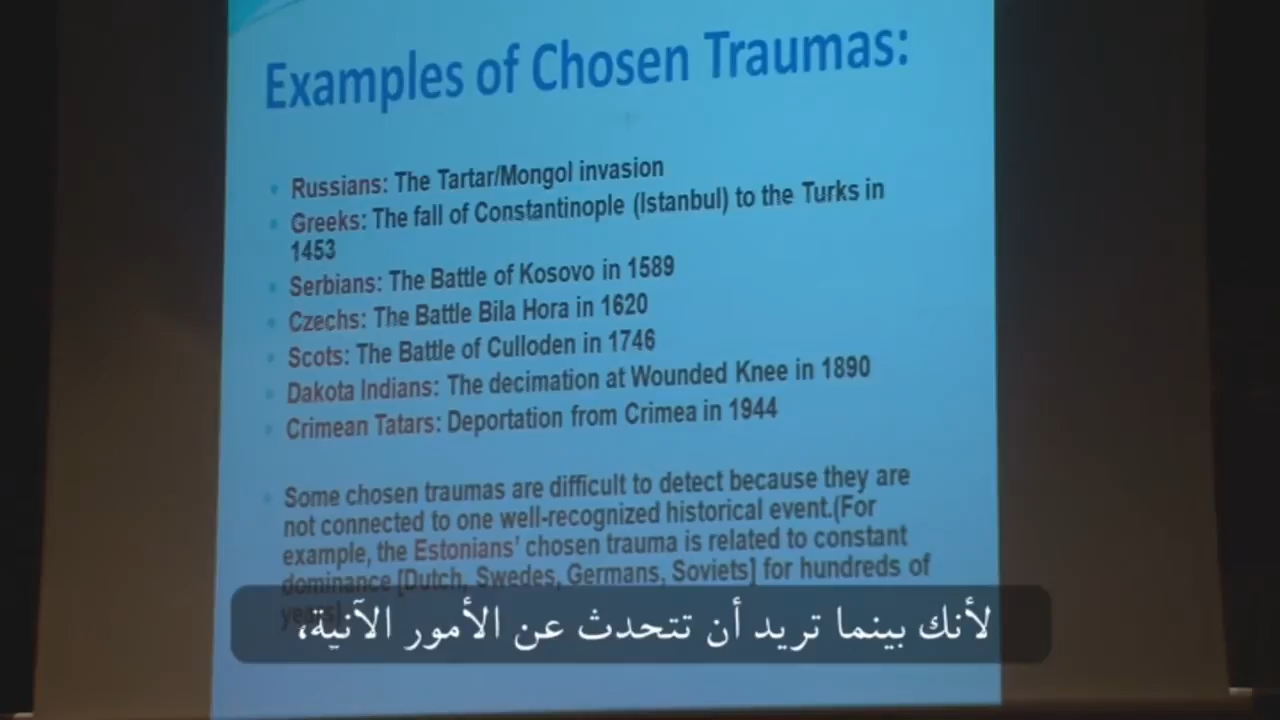 Examples of Chosen Traumas:
• Russians: The Tartar/Mongol invasion
• Greeks: The fall of Constantinople (Istanbul) to the Turks in
1453
• Serbians: The Battle of Kosovo in 1589
• Czechs: The Battle Bila Hora in 1620
• Scots: The Battle of Culloden in 1746
• Dakota Indians: The decimation at Wounded Knee in 1890
• Crimean Tatars: Deportation from Crimea in 1944
• Some chosen traumas are difficult to detect because they are
not connected to one well-recognized historical event.(For
example, the Estonians' chosen trauma is related to constant
dominance [Dutch, Swedes, Germans, Soviets] for hundreds of
years)
لأنك بينما تريد أن تتحدث عن الأمور الآنية،